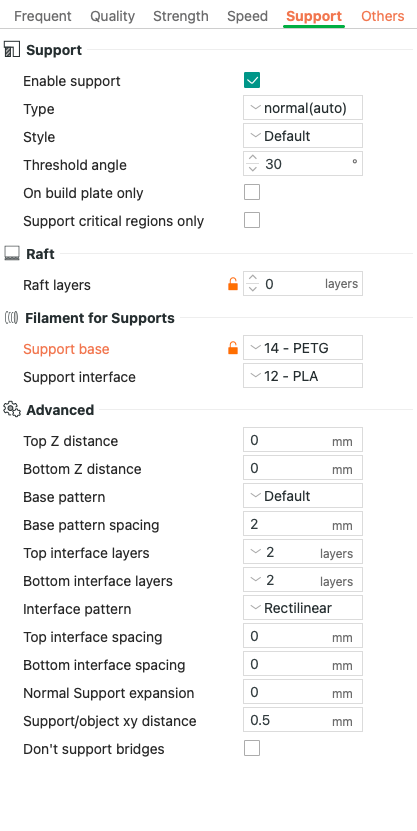 Frequent Quality Strength Speed Support Others
Support
Enable support
Type normal(auto)
Style Default
Threshold angle 30 °
On build plate only
Support critical regions only
Raft
Raft layers 0 layers
Filament for Supports
Support base 14 - PETG
Support interface 12 - PLA
Advanced
Top Z distance 0 mm
Bottom Z distance 0 mm
Base pattern Default
Base pattern spacing 2 mm
Top interface layers 2 layers
Bottom interface layers 2 layers
Interface pattern Rectilinear
Top interface spacing 0 mm
Bottom interface spacing 0 mm
Normal Support expansion 0 mm
Support/object xy distance 0.5 mm
Don't support bridges